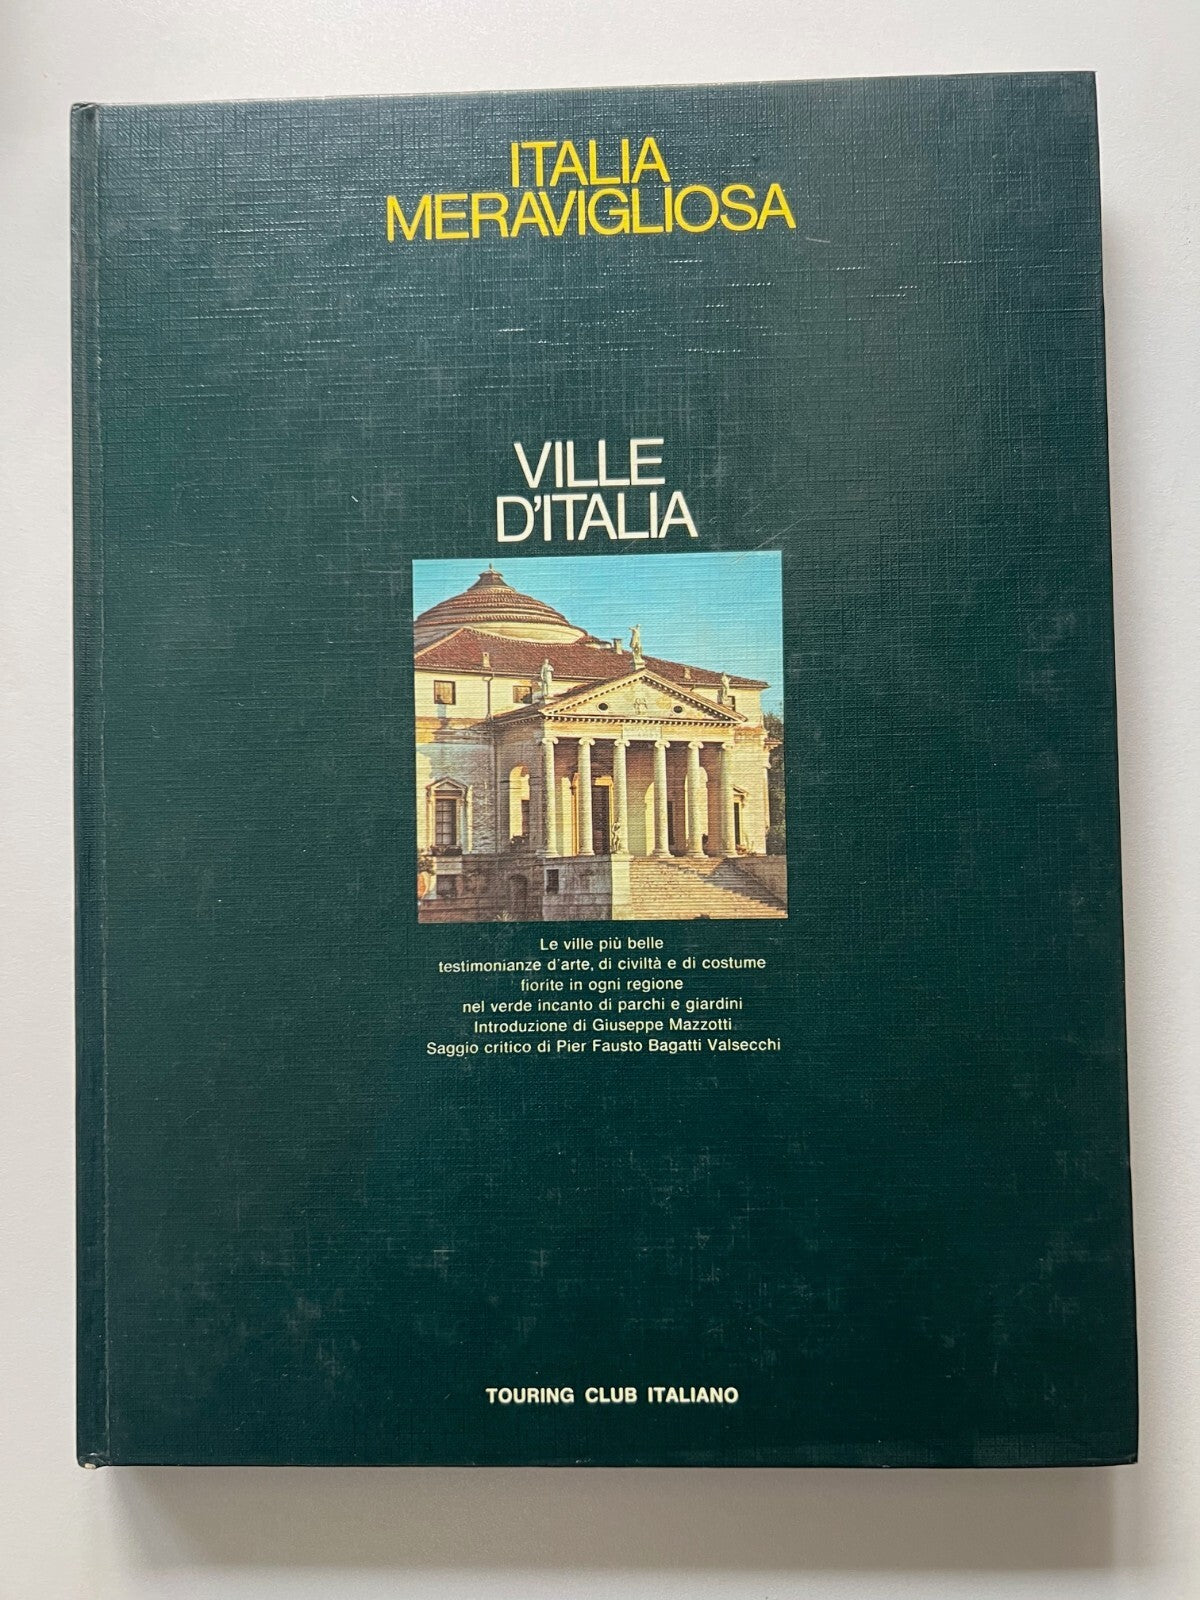 ITALIA
MERAVIGLIOSA
VILLE
D'ITALIA
Le ville più belle
testimonianze d'arte, di civiltà e di costume
fiorite in ogni regione
nel verde incanto di parchi e giardini
Introduzione di Giuseppe Mazzotti
Saggio critico di Pier Fausto Bagatti Valsecchi
TOURING CLUB ITALIANO